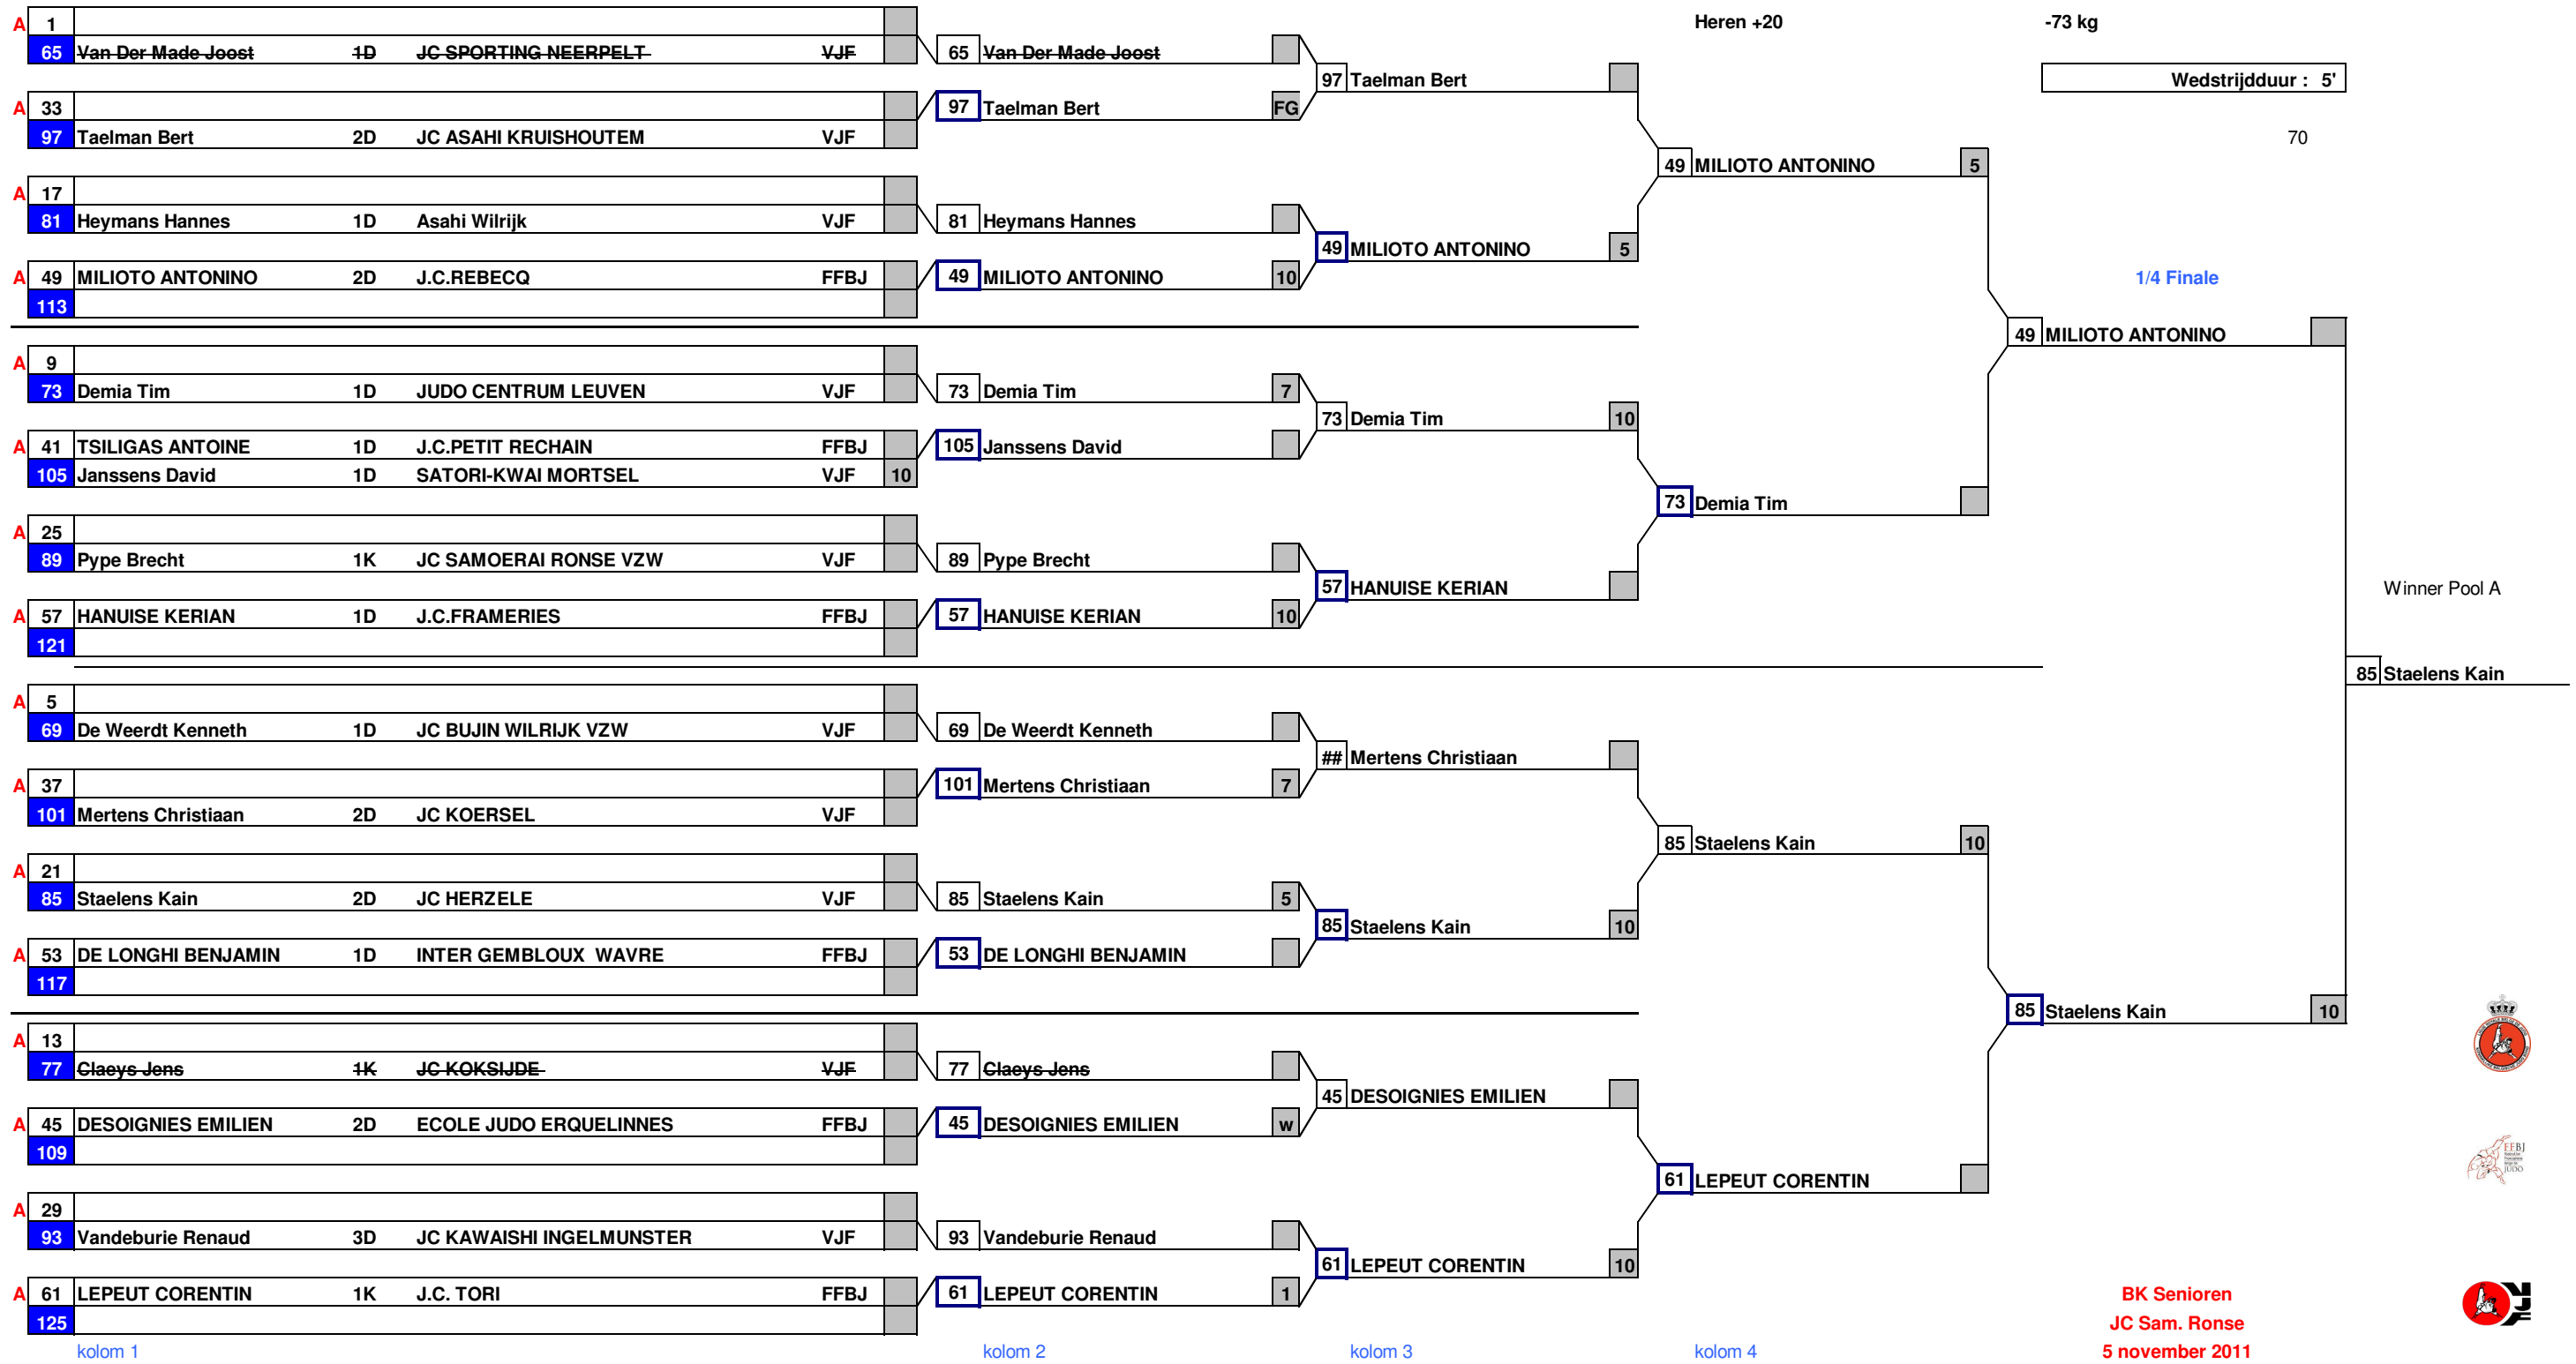 A 1 Heren +20 -73 kg
65 Van Der Made Joost 1D JC SPORTING NEERPELT VJF 65 Van Der Made Joost
97 Taelman Bert Wedstrijdduur : 5'
A 33 97 Taelman Bert FG
97 Taelman Bert 2D JC ASAHI KRUISHOUTEM VJF 70
49 MILIOTO ANTONINO 5
A 17
81 Heymans Hannes 1D Asahi Wilrijk VJF 81 Heymans Hannes
49 MILIOTO ANTONINO 5
A 49 MILIOTO ANTONINO 2D J.C.REBECQ FFBJ 49 MILIOTO ANTONINO 10 1/4 Finale
113
49 MILIOTO ANTONINO
A 9
73 Demia Tim 1D JUDO CENTRUM LEUVEN VJF 73 Demia Tim 7
73 Demia Tim 10
A 41 TSILIGAS ANTOINE 1D J.C.PETIT RECHAIN FFBJ 105 Janssens David
105 Janssens David 1D SATORI-KWAI MORTSEL VJF 10
73 Demia Tim
A 25
89 Pype Brecht 1K JC SAMOERAI RONSE VZW VJF 89 Pype Brecht
57 HANUISE KERIAN Winner Pool A
A 57 HANUISE KERIAN 1D J.C.FRAMERIES FFBJ 57 HANUISE KERIAN 10
121
85 Staelens Kain
A 5
69 De Weerdt Kenneth 1D JC BUJIN WILRIJK VZW VJF 69 De Weerdt Kenneth
## Mertens Christiaan
A 37 101 Mertens Christiaan 7
101 Mertens Christiaan 2D JC KOERSEL VJF
85 Staelens Kain 10
A 21
85 Staelens Kain 2D JC HERZELE VJF 85 Staelens Kain 5
85 Staelens Kain 10
A 53 DE LONGHI BENJAMIN 1D INTER GEMBLOUX WAVRE FFBJ 53 DE LONGHI BENJAMIN
117
85 Staelens Kain 10
A 13
77 Claeys Jens 1K JC KOKSIJDE VJF 77 Claeys Jens
45 DESOIGNIES EMILIEN
A 45 DESOIGNIES EMILIEN 2D ECOLE JUDO ERQUELINNES FFBJ 45 DESOIGNIES EMILIEN w
109
FFBJ
JUDO
61 LEPEUT CORENTIN
A 29
93 Vandeburie Renaud 3D JC KAWAISHI INGELMUNSTER VJF 93 Vandeburie Renaud
61 LEPEUT CORENTIN 10
A 61 LEPEUT CORENTIN 1K J.C. TORI FFBJ 61 LEPEUT CORENTIN 1 BK Senioren
VJF
125 JC Sam. Ronse
kolom 1 kolom 2 kolom 3 kolom 4 5 november 2011